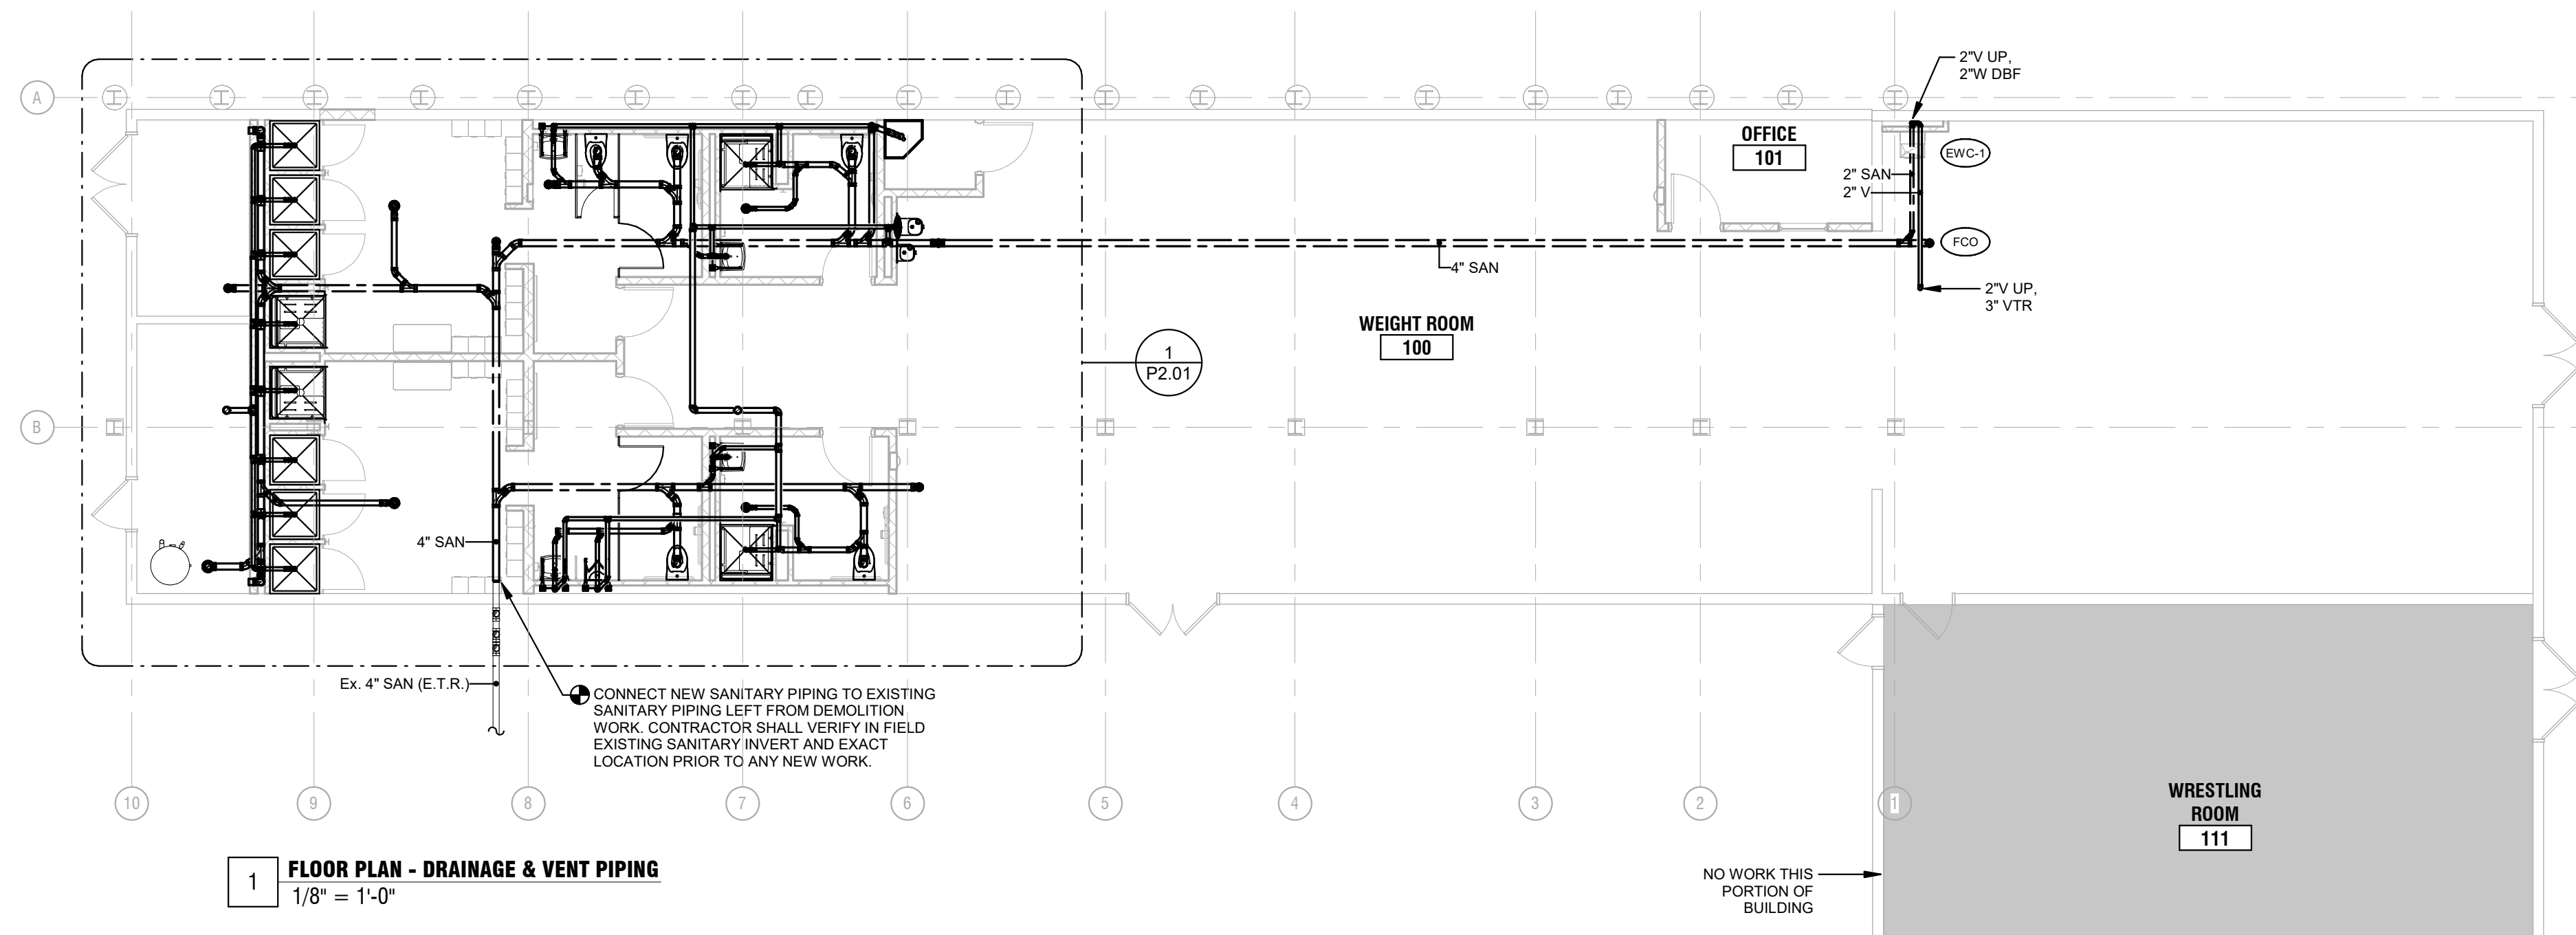 2"V UP,
2"W DBF
A
OFFICE
101
EWC-1
2" SAN
2" V
FCO
4" SAN
2"V UP,
3" VTR
WEIGHT ROOM
100
1
P2.01
B
4" SAN
Ex. 4" SAN (E.T.R.)
CONNECT NEW SANITARY PIPING TO EXISTING
SANITARY PIPING LEFT FROM DEMOLITION
WORK. CONTRACTOR SHALL VERIFY IN FIELD
EXISTING SANITARY INVERT AND EXACT
LOCATION PRIOR TO ANY NEW WORK.
10
9
8
7
6
5
4
3
2
1
WRESTLING
ROOM
111
NO WORK THIS
PORTION OF
BUILDING
1
FLOOR PLAN - DRAINAGE & VENT PIPING
1/8" = 1'-0"